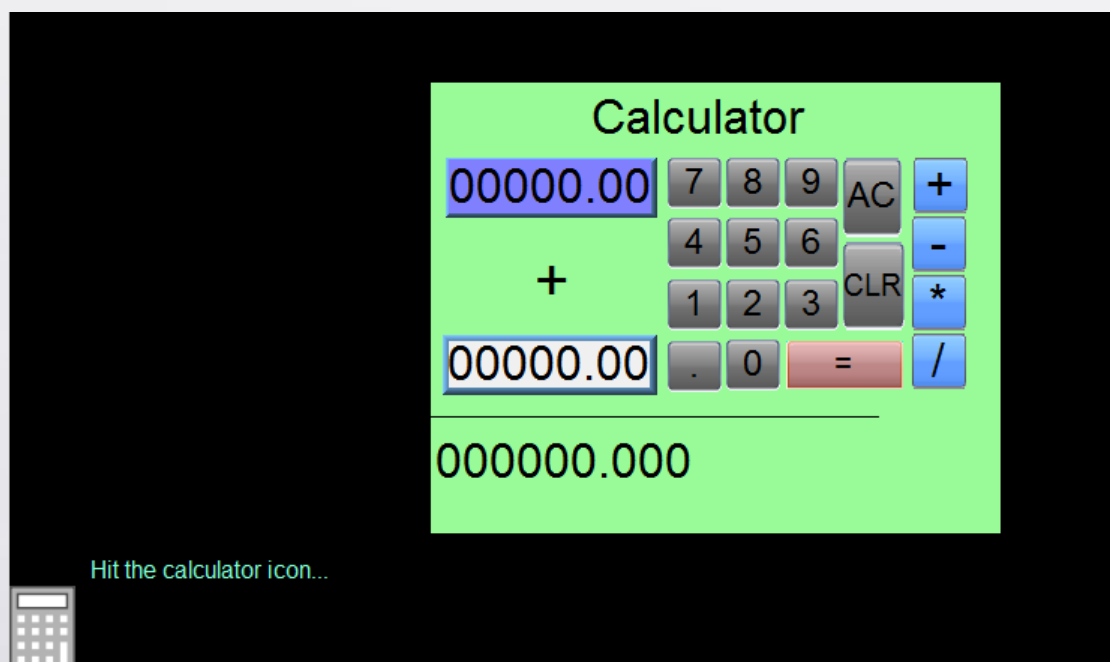 Calculator
00000.00 7 8 9 AC +
4 5 6 -
+ 1 2 3 CLR *
00000.00 . 0 = /
000000.000
Hit the calculator icon...